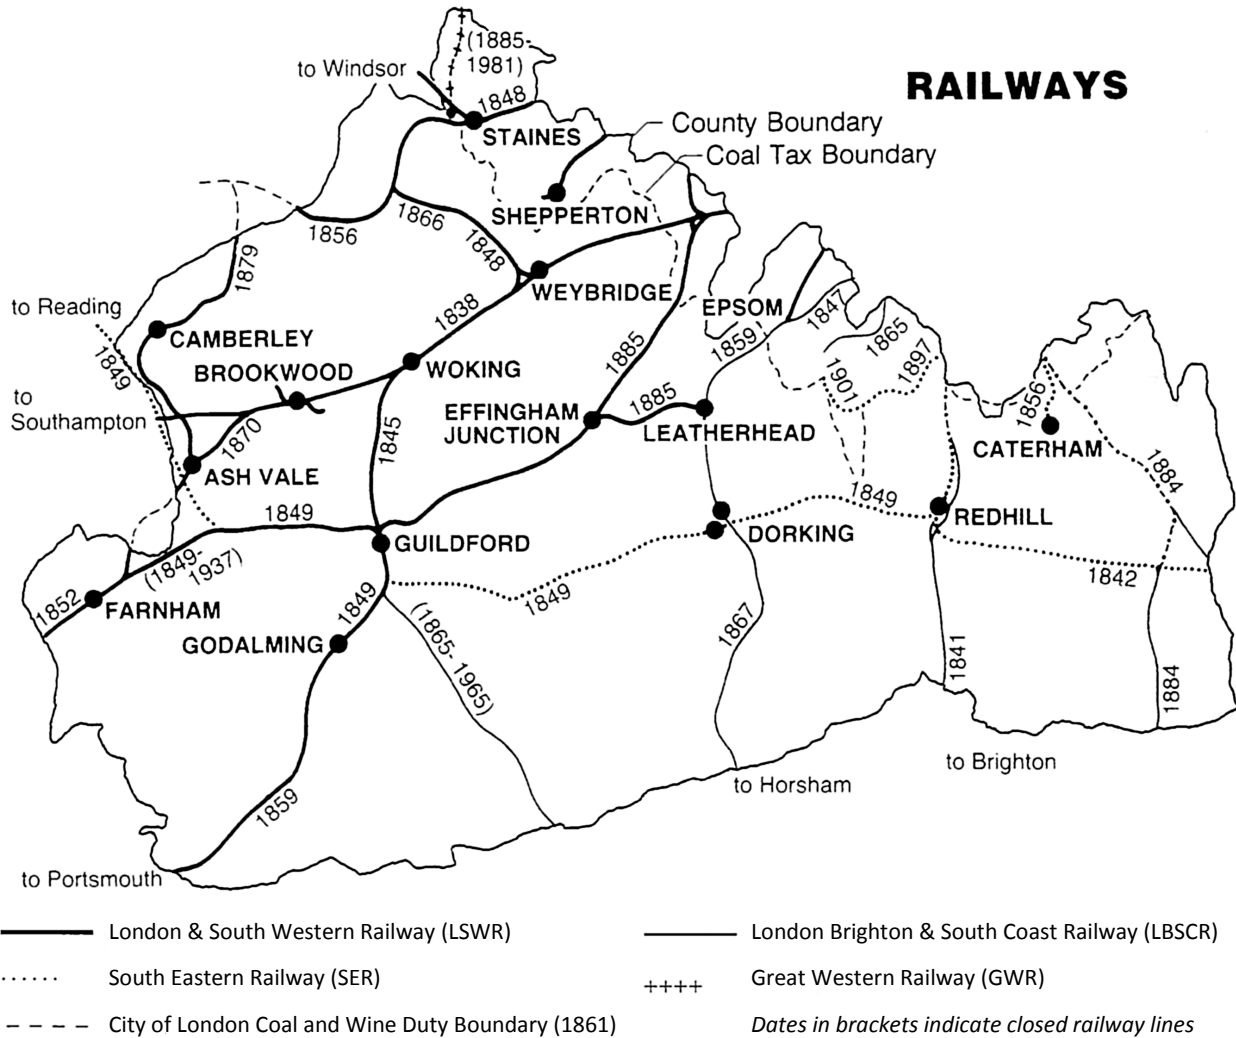 RAILWAYS
(1885-
1981)
to Windsor
1848
STAINES
County Boundary
Coal Tax Boundary
SHEPPERTON
1866
1856
1848
1879
WEYBRIDGE
EPSOM
1847
to Reading
1838
1865
CAMBERLEY
1859
1849
BROOKWOOD
WOKING
1885
1897
1901
to
Southampton
1870
1845
EFFINGHAM
JUNCTION
1885
LEATHERHEAD
1856
CATERHAM
ASH VALE
1884
1849
1849
GUILDFORD
DORKING
REDHILL
(1849-
1937)
1842
1852
FARNHAM
1849
1849
GODALMING
(1865- 1965)
1867
1841
1884
to Brighton
to Horsham
1859
to Portsmouth
London & South Western Railway (LSWR)
London Brighton & South Coast Railway (LBSCR)
South Eastern Railway (SER)
Great Western Railway (GWR)
City of London Coal and Wine Duty Boundary (1861)
Dates in brackets indicate closed railway lines